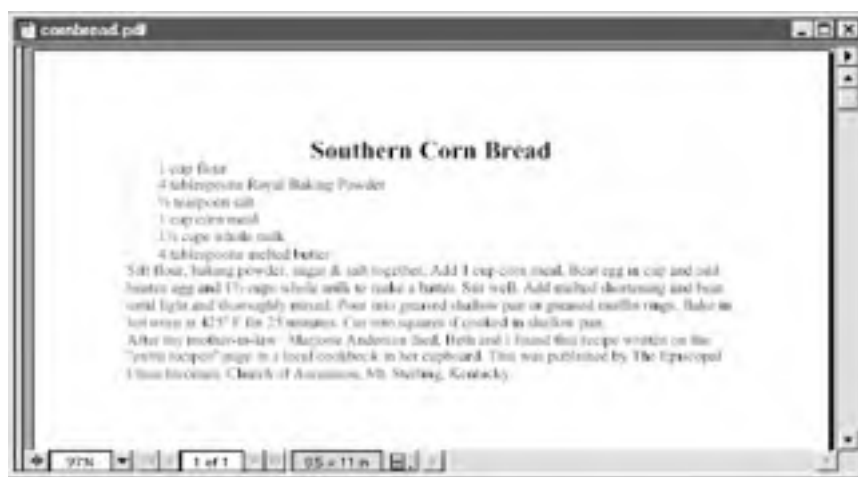 cornbread.pdf
Southern Corn Bread
1 cup flour
4 tablespoons Royal Baking Powder
½ teaspoon salt
1 cup corn meal
1½ cups whole milk
4 tablespoons melted butter
Sift flour, baking powder, sugar & salt together. Add 1 cup corn meal. Beat egg in cup and add
beaten egg and 1½ cups whole milk to make a batter. Stir well. Add melted shortening and beat
until light and thoroughly mixed. Pour into greased shallow pan or greased muffin rings. Bake in
hot oven at 425° F for 25 minutes. Cut into squares if cooked in shallow pan.
After my mother-in-law Marjorie Anderson died, Beth and I found this recipe written on the
"extra recipes" page in a local cookbook in her cupboard. This was published by The Episcopal
Church of Ascension, Mt. Sterling, Kentucky.
97%
1 of 1
8.5 x 11 in